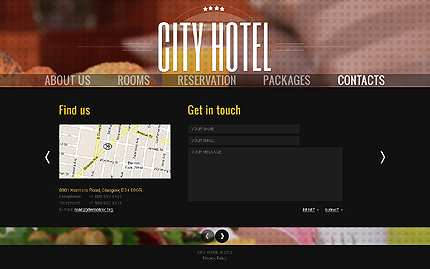 CITY HOTEL
ABOUT US ROOMS RESERVATION PACKAGES CONTACTS
Find us
Get in touch
YOUR NAME
YOUR EMAIL
YOUR MESSAGE
8901 Marmora Road, Glasgow, D04 89GR
Freephone: +1 800 559 6580
Telephone: +1 800 603 6035
E-mail: mail@demolink.org
RESET > SUBMIT >
CITY HOTEL
Privacy Policy